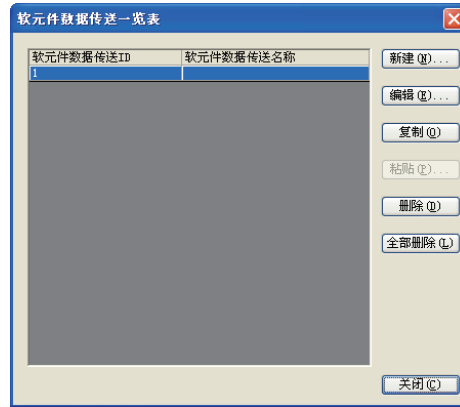 软元件数据传送一览表
软元件数据传送ID 软元件数据传送名称
1
新建(N)...
编辑(E)...
复制(O)
粘贴(P)...
删除(D)
全部删除(L)
关闭(C)